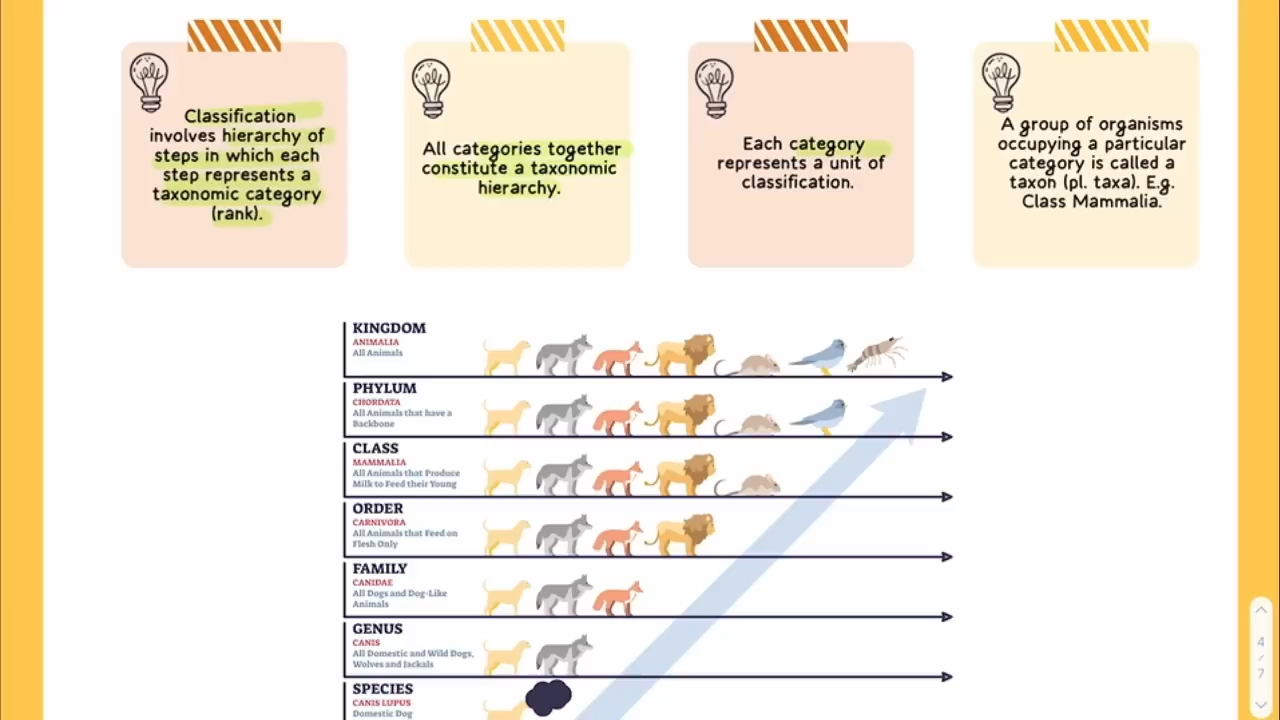 Classification
involves hierarchy of
steps in which each
step represents a
taxonomic category
(rank).
All categories together
constitute a taxonomic
hierarchy.
Each category
represents a unit of
classification.
A group of organisms
occupying a particular
category is called a
taxon (pl. taxa). E.g.
Class Mammalia.
KINGDOM
ANIMALIA
All Animals
PHYLUM
CHORDATA
All Animals that have a
Backbone
CLASS
MAMMALIA
All Animals that Produce
Milk to Feed their Young
ORDER
CARNIVORA
All Animals that Feed on
Flesh Only
FAMILY
CANIDAE
All Dogs and Dog-Like
Animals
GENUS
CANIS
All Domestic and Wild Dogs,
Wolves and Jackals
SPECIES
CANIS LUPUS
Domestic Dog
4
/
7